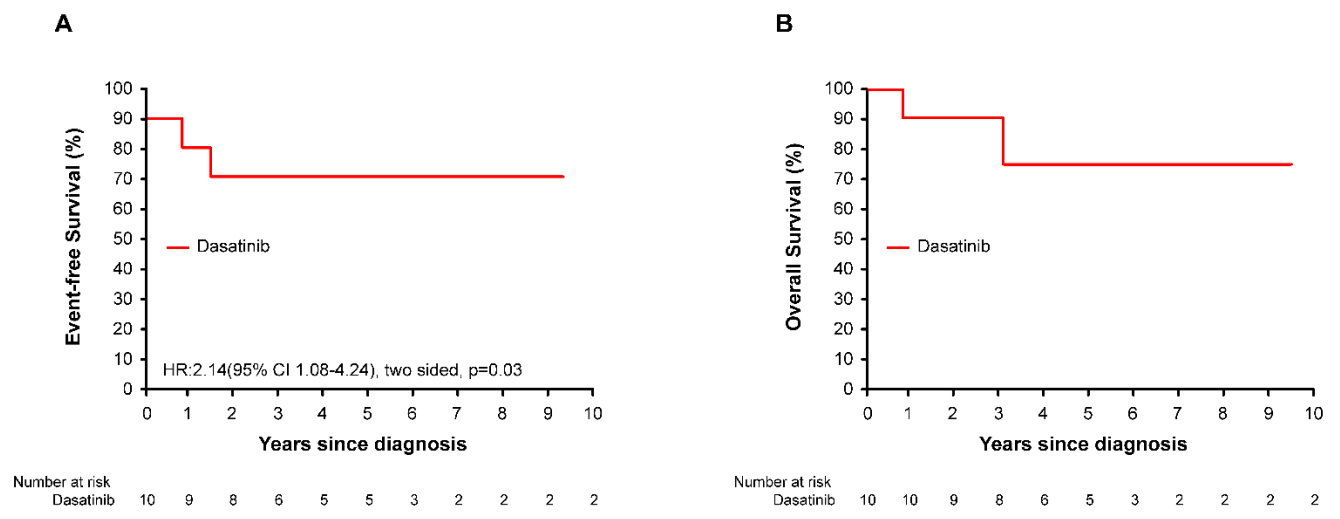 A
Event-free Survival (%)
100
90
80
70
60
50
40
30
20
10
0
Dasatinib
HR:2.14(95% CI 1.08-4.24), two sided, p=0.03
0 1 2 3 4 5 6 7 8 9 10
Years since diagnosis
Number at risk
Dasatinib 10 9 8 6 5 5 3 2 2 2 2
B
Overall Survival (%)
100
90
80
70
60
50
40
30
20
10
0
Dasatinib
0 1 2 3 4 5 6 7 8 9 10
Years since diagnosis
Number at risk
Dasatinib 10 10 9 8 6 5 3 2 2 2 2